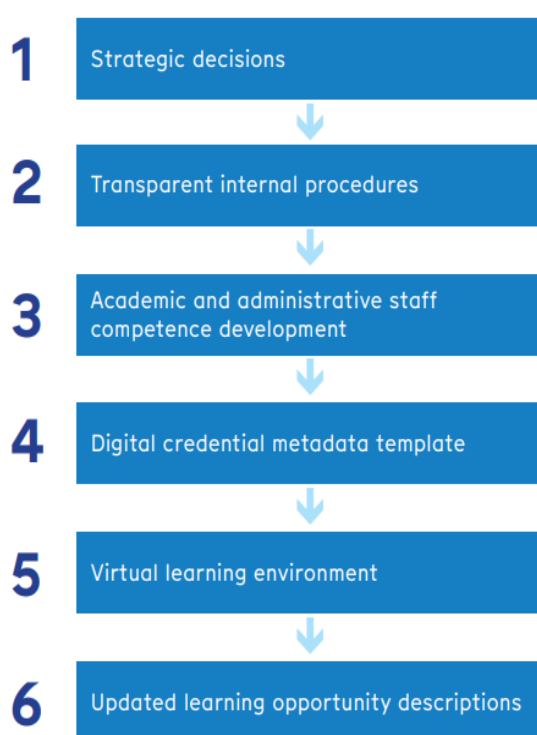 1
Strategic decisions
2
Transparent internal procedures
3
Academic and administrative staff
competence development
4
Digital credential metadata template
5
Virtual learning environment
6
Updated learning opportunity descriptions